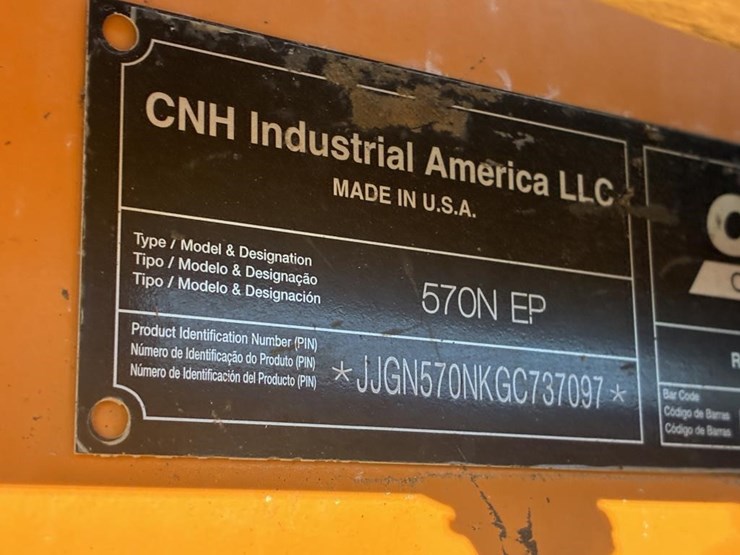 CNH Industrial America LLC
MADE IN U.S.A.
Type / Model & Designation
Tipo / Modelo & Designação
Tipo / Modelo & Designación
570N EP
Product Identification Number (PIN)
Número de Identificação do Produto (PIN)
Número de Identificación del Producto (PIN)
*JJGN570NKGC737097*
Bar Code
Código de Barras
Código de Barras